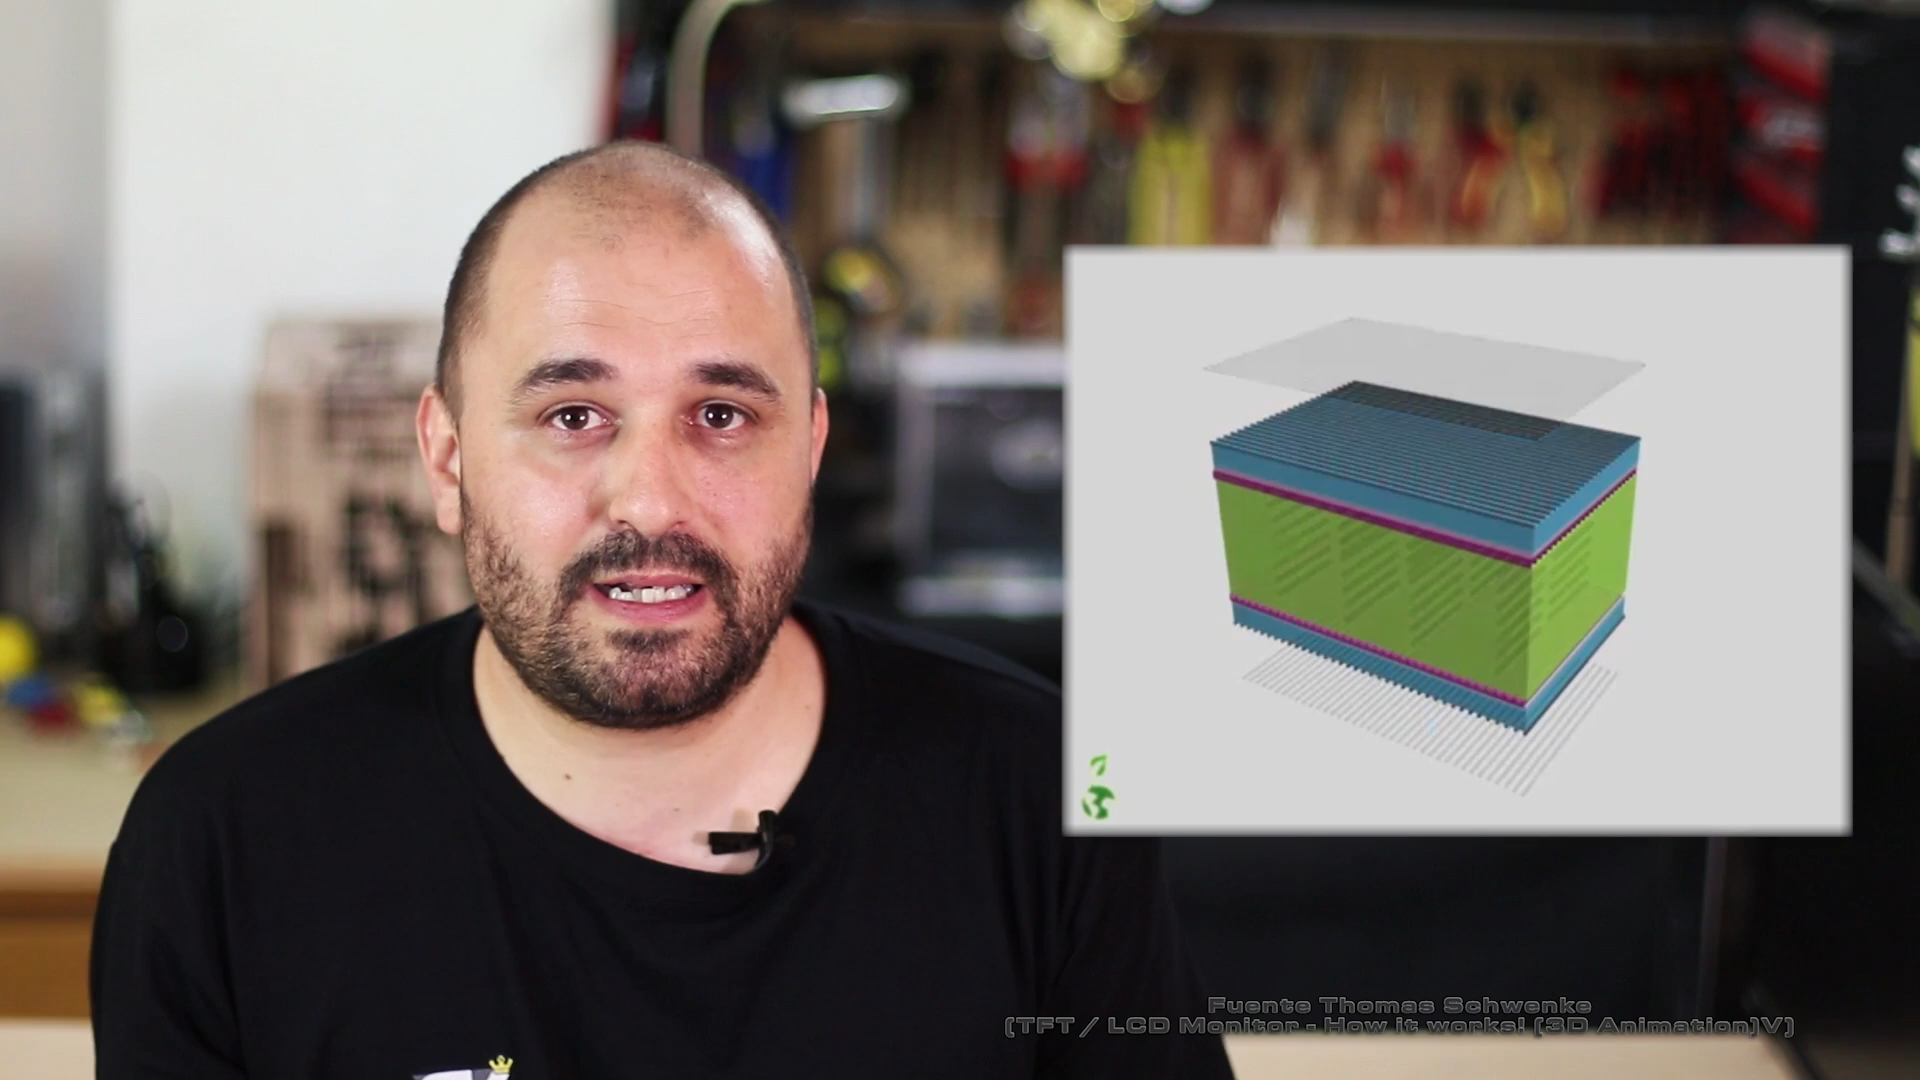 Fuente Thomas Schwenke
(TFT / LCD Monitor - How it works! (3D Animation)V)